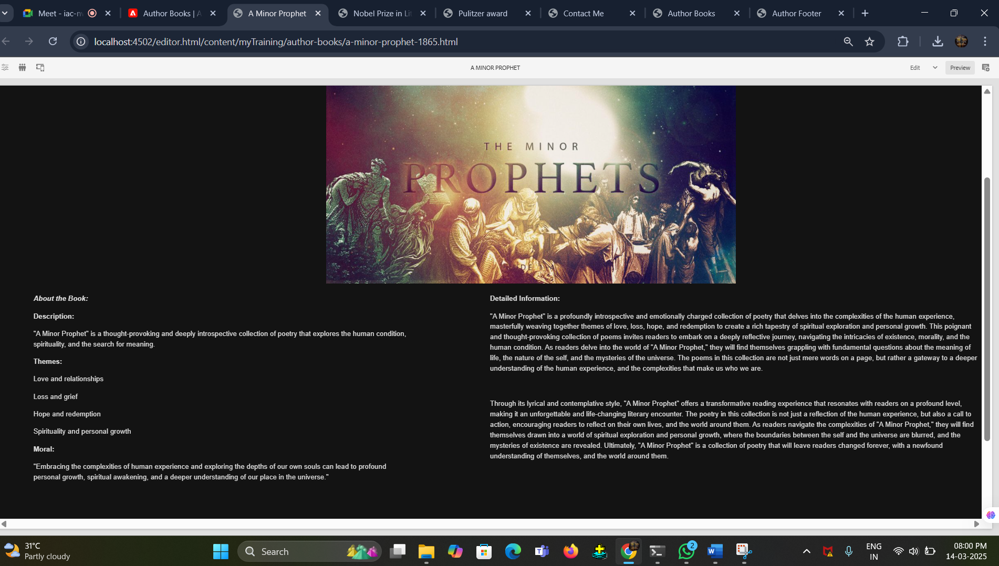 Meet - iac-nv
Author Books | A
A Minor Prophet
Nobel Prize in Lit
Pulitzer award
Contact Me
Author Books
Author Footer
localhost:4502/editor.html/content/myTraining/author-books/a-minor-prophet-1865.html
A MINOR PROPHET
Edit
Preview
THE MINOR
PROPHETS
About the Book:
Description:
"A Minor Prophet" is a thought-provoking and deeply introspective collection of poetry that explores the human condition,
spirituality, and the search for meaning.
Themes:
Love and relationships
Loss and grief
Hope and redemption
Spirituality and personal growth
Moral:
"Embracing the complexities of human experience and exploring the depths of our own souls can lead to profound
personal growth, spiritual awakening, and a deeper understanding of our place in the universe."
Detailed Information:
"A Minor Prophet" is a profoundly introspective and emotionally charged collection of poetry that delves into the complexities of the human experience,
masterfully weaving together themes of love, loss, hope, and redemption to create a rich tapestry of spiritual exploration and personal growth. This poignant
and thought-provoking collection of poems invites readers to embark on a deeply reflective journey, navigating the intricacies of existence, morality, and the
human condition. As readers delve into the world of "A Minor Prophet," they will find themselves grappling with fundamental questions about the meaning of
life, the nature of the self, and the mysteries of the universe. The poems in this collection are not just mere words on a page, but rather a gateway to a deeper
understanding of the human experience, and the complexities that make us who we are.
Through its lyrical and contemplative style, "A Minor Prophet" offers a transformative reading experience that resonates with readers on a profound level,
making it an unforgettable and life-changing literary encounter. The poetry in this collection is not just a reflection of the human experience, but also a call to
action, encouraging readers to reflect on their own lives, and the world around them. As readers navigate the complexities of "A Minor Prophet," they will find
themselves drawn into a world of spiritual exploration and personal growth, where the boundaries between the self and the universe are blurred, and the
mysteries of existence are revealed. Ultimately, "A Minor Prophet" is a collection of poetry that will leave readers changed forever, with a newfound
understanding of themselves, and the world around them.
31°C
Partly cloudy
Search
2
ENG
IN
08:00 PM
14-03-2025